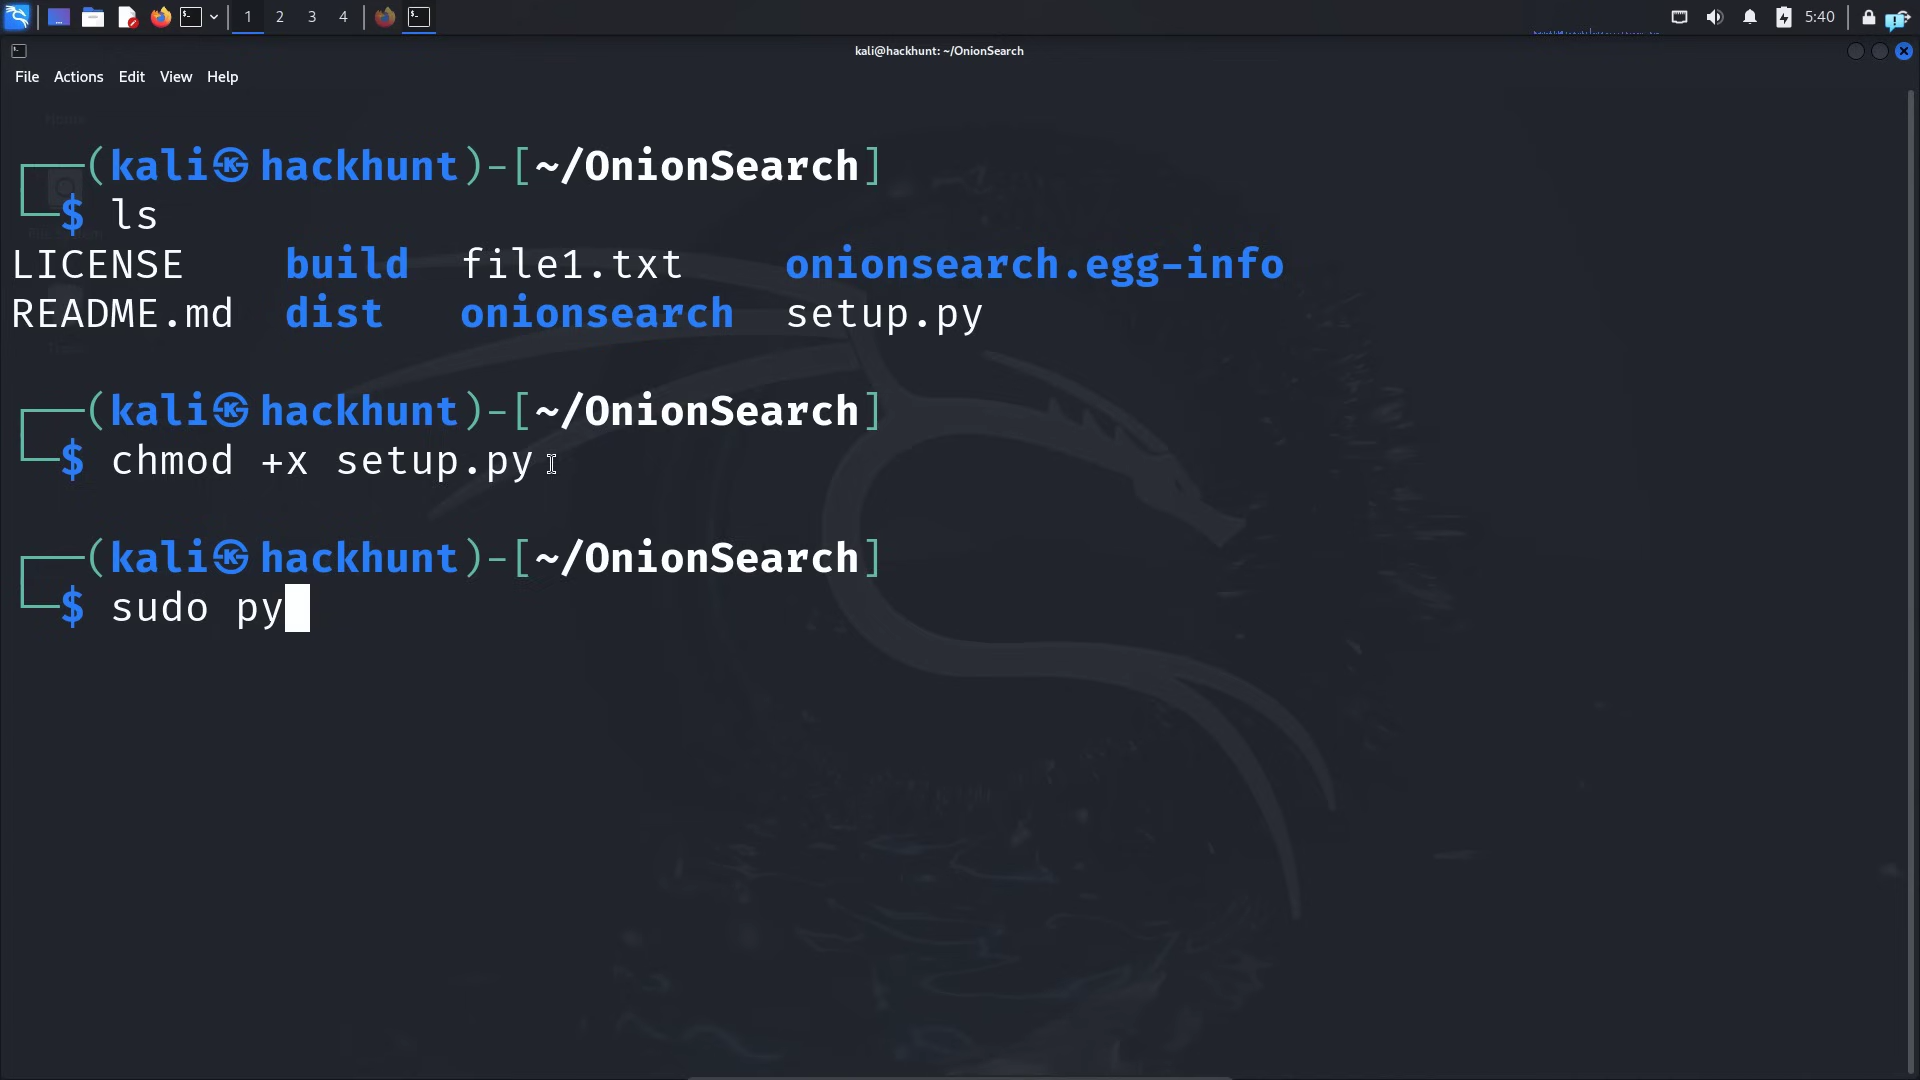 1 2 3 4 5:40
kali@hackhunt: ~/OnionSearch
File Actions Edit View Help
Home
┌──(kali㉿hackhunt)-[~/OnionSearch]
└─$ ls
LICENSE build file1.txt onionsearch.egg-info
README.md dist onionsearch setup.py
┌──(kali㉿hackhunt)-[~/OnionSearch]
└─$ chmod +x setup.py
┌──(kali㉿hackhunt)-[~/OnionSearch]
└─$ sudo py